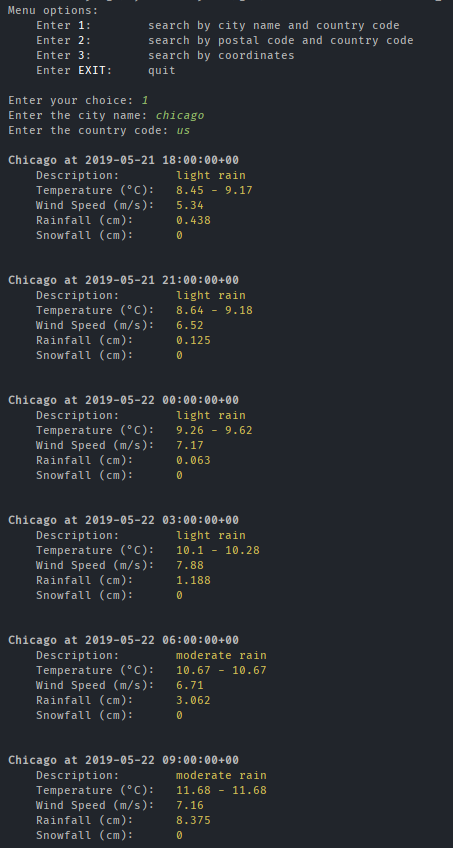 Menu options:
    Enter 1:        search by city name and country code
    Enter 2:        search by postal code and country code
    Enter 3:        search by coordinates
    Enter EXIT:     quit

Enter your choice: 1
Enter the city name: chicago
Enter the country code: us

Chicago at 2019-05-21 18:00:00+00
    Description:        light rain
    Temperature (°C):   8.45 - 9.17
    Wind Speed (m/s):   5.34
    Rainfall (cm):      0.438
    Snowfall (cm):      0

Chicago at 2019-05-21 21:00:00+00
    Description:        light rain
    Temperature (°C):   8.64 - 9.18
    Wind Speed (m/s):   6.52
    Rainfall (cm):      0.125
    Snowfall (cm):      0

Chicago at 2019-05-22 00:00:00+00
    Description:        light rain
    Temperature (°C):   9.26 - 9.62
    Wind Speed (m/s):   7.17
    Rainfall (cm):      0.063
    Snowfall (cm):      0

Chicago at 2019-05-22 03:00:00+00
    Description:        light rain
    Temperature (°C):   10.1 - 10.28
    Wind Speed (m/s):   7.88
    Rainfall (cm):      1.188
    Snowfall (cm):      0

Chicago at 2019-05-22 06:00:00+00
    Description:        moderate rain
    Temperature (°C):   10.67 - 10.67
    Wind Speed (m/s):   6.71
    Rainfall (cm):      3.062
    Snowfall (cm):      0

Chicago at 2019-05-22 09:00:00+00
    Description:        moderate rain
    Temperature (°C):   11.68 - 11.68
    Wind Speed (m/s):   7.16
    Rainfall (cm):      8.375
    Snowfall (cm):      0